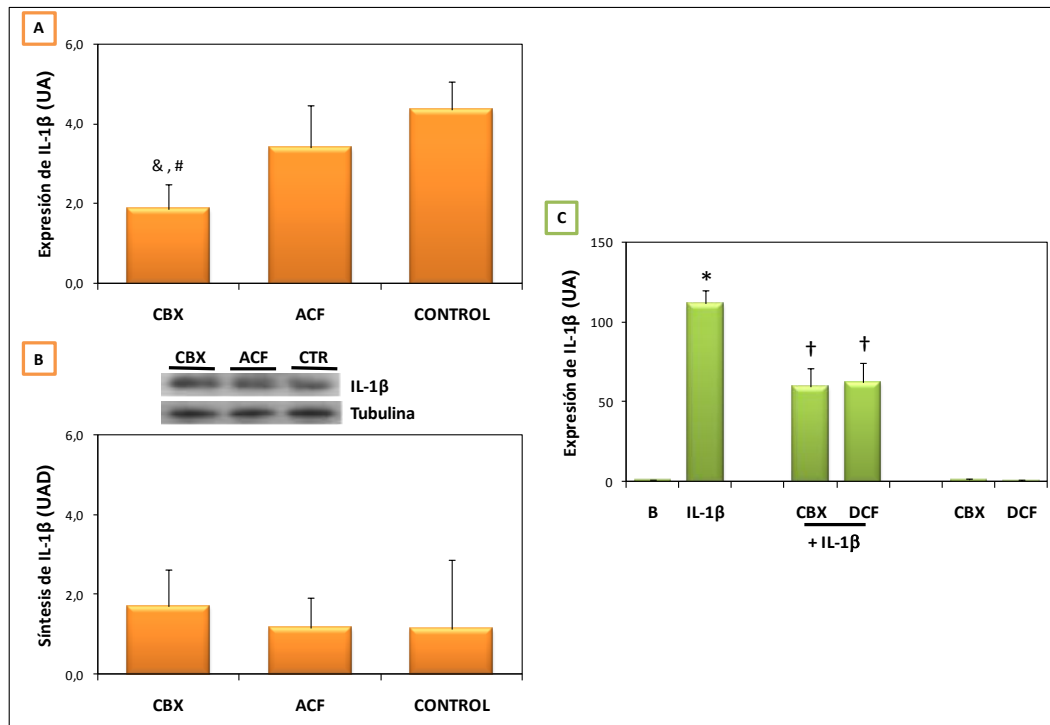 A
Expresión de IL-1β (UA)
6,0
4,0
2,0
0,0
& , #
CBX ACF CONTROL
B
CBX ACF CTR
IL-1β
Tubulina
Síntesis de IL-1β (UAD)
6,0
4,0
2,0
0,0
CBX ACF CONTROL
C
Expresión de IL-1β (UA)
150
100
50
0
*
† †
B IL-1β CBX DCF CBX DCF
+ IL-1β